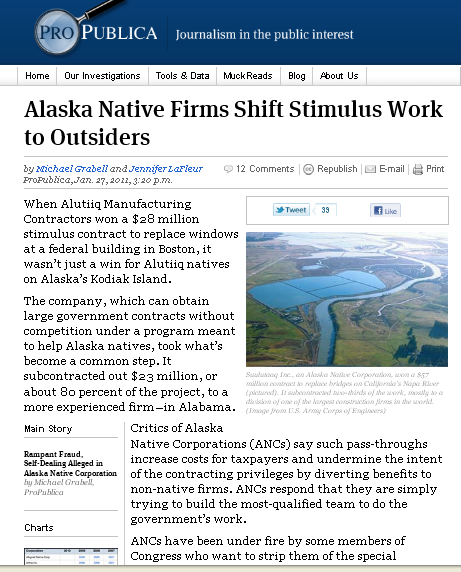 PROPUBLICA
Journalism in the public interest
Home
Our Investigations
Tools & Data
MuckReads
Blog
About Us
Alaska Native Firms Shift Stimulus Work
to Outsiders
by Michael Grabell and Jennifer LaFleur
ProPublica, Jan. 27, 2011, 3:20 p.m.
12 Comments
Republish
E-mail
Print
When Alutiiq Manufacturing
Contractors won a $28 million
stimulus contract to replace windows
at a federal building in Boston, it
wasn't just a win for Alutiiq natives
on Alaska's Kodiak Island.
The company, which can obtain
large government contracts without
competition under a program meant
to help Alaska natives, took what's
become a common step. It
subcontracted out $23 million, or
about 80 percent of the project, to a
more experienced firm—in Alabama.
Tweet
39
Like
Suulutaaq Inc., an Alaska Native Corporation, won a $57
million contract to replace bridges on California's Napa River
(pictured). It subcontracted two-thirds of the work, mostly to a
division of one of the largest construction firms in the world.
(Image from U.S. Army Corps of Engineers)
Main Story
Rampant Fraud,
Self-Dealing Alleged in
Alaska Native Corporation
by Michael Grabell,
ProPublica
Charts
Critics of Alaska
Native Corporations (ANCs) say such pass-throughs
increase costs for taxpayers and undermine the intent
of the contracting privileges by diverting benefits to
non-native firms. ANCs respond that they are simply
trying to build the most-qualified team to do the
government's work.
ANCs have been under fire by some members of
Congress who want to strip them of the special